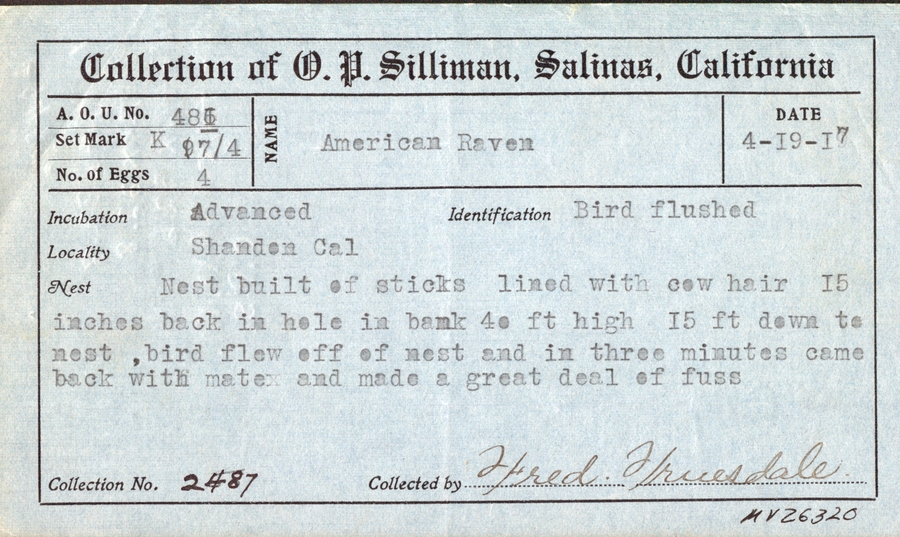 Collection of O. P. Silliman, Salinas, California
A. O. U. No. 486
Set Mark K 17/4
No. of Eggs 4
NAME
American Raven
DATE
4-19-17
Incubation Advanced Identification Bird flushed
Locality Shandon Cal
Nest Nest built of sticks lined with cow hair 15
inches back in hole in bank 40 ft high 15 ft down to
nest ,bird flew off of nest and in three minutes came
back with mate and made a great deal of fuss
Collection No. 2487 Collected by Fred. Truesdale
MVZ6320